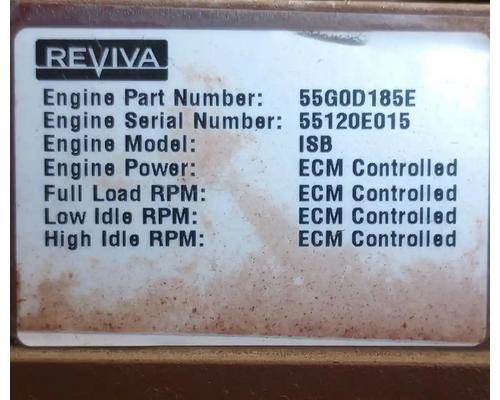 REVIVA
Engine Part Number: 55G0D185E
Engine Serial Number: 55120E015
Engine Model: ISB
Engine Power: ECM Controlled
Full Load RPM: ECM Controlled
Low Idle RPM: ECM Controlled
High Idle RPM: ECM Controlled